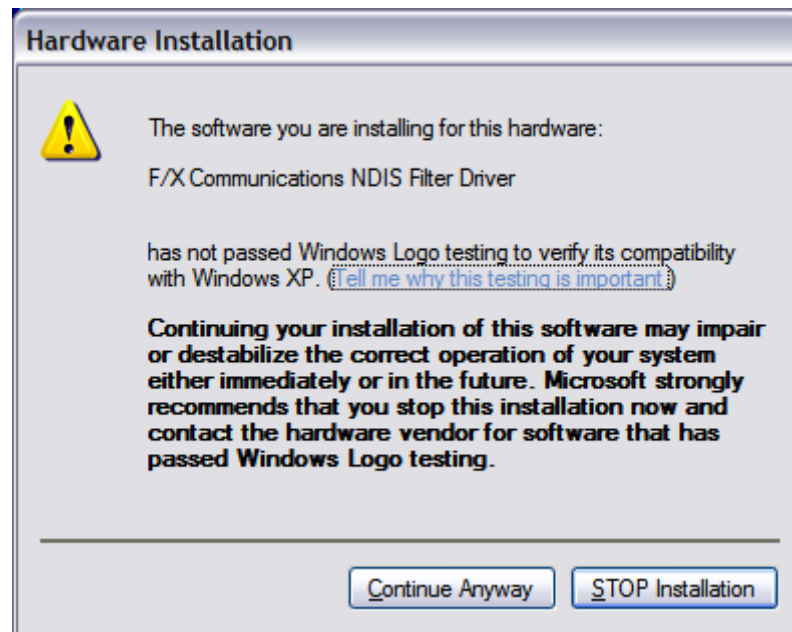 Hardware Installation
The software you are installing for this hardware:
F/X Communications NDIS Filter Driver
has not passed Windows Logo testing to verify its compatibility
with Windows XP. (Tell me why this testing is important.)
Continuing your installation of this software may impair
or destabilize the correct operation of your system
either immediately or in the future. Microsoft strongly
recommends that you stop this installation now and
contact the hardware vendor for software that has
passed Windows Logo testing.
Continue Anyway
STOP Installation